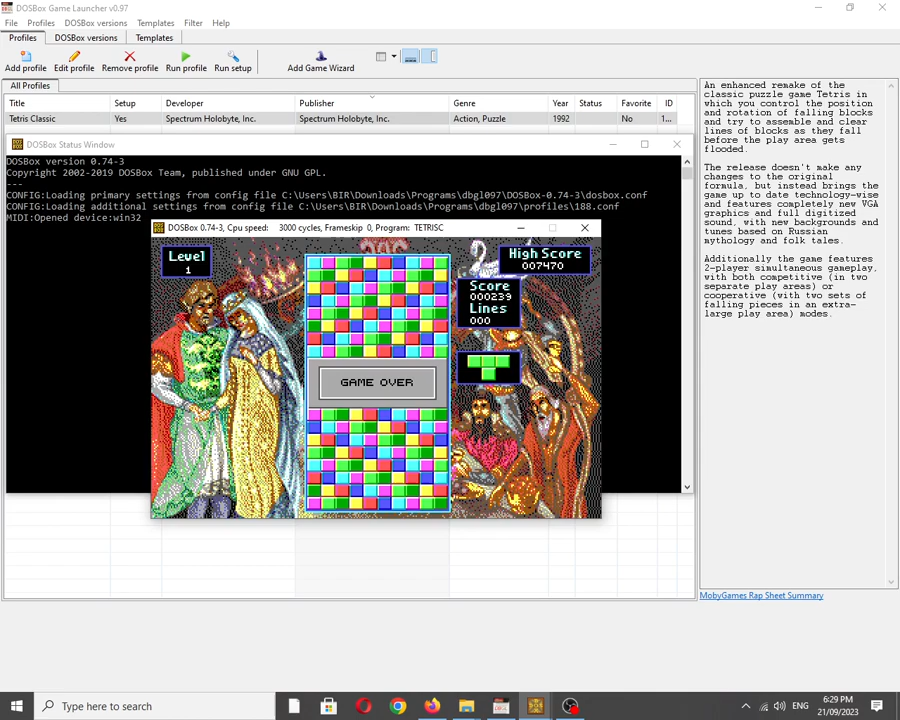 DOSBox Game Launcher v0.97
File Profiles DOSBox versions Templates Filter Help
Profiles DOSBox versions Templates
Add profile Edit profile Remove profile Run profile Run setup Add Game Wizard
All Profiles
Title Setup Developer Publisher Genre Year Status Favorite ID
Tetris Classic Yes Spectrum Holobyte, Inc. Spectrum Holobyte, Inc. Action, Puzzle 1992 No 1...
DOSBox Status Window
DOSBox version 0.74-3
Copyright 2002-2019 DOSBox Team, published under GNU GPL.
---
CONFIG:Loading primary settings from config file C:\Users\BIR\Downloads\Programs\dbgl097\DOSBox-0.74-3\dosbox.conf
CONFIG:Loading additional settings from config file C:\Users\BIR\Downloads\Programs\dbgl097\profiles\188.conf
MIDI:Opened device:win32
DOSBox 0.74-3, Cpu speed: 3000 cycles, Frameskip 0, Program: TETRISC
Level
1
High Score
007470
Score
000239
Lines
000
GAME OVER
An enhanced remake of the
classic puzzle game Tetris in
which you control the position
and rotation of falling blocks
and try to assemble and clear
lines of blocks as they fall
before the play area gets
flooded.
The release doesn't make any
changes to the original
formula, but instead brings the
game up to date technology-wise
and features completely new VGA
graphics and full digitized
sound, with new backgrounds and
tunes based on Russian
mythology and folk tales.
Additionally the game features
2-player simultaneous gameplay,
with both competitive (in two
separate play areas) or
cooperative (with two sets of
falling pieces in an extra-
large play area) modes.
MobyGames Rap Sheet Summary
Type here to search
ENG
6:29 PM
21/09/2023